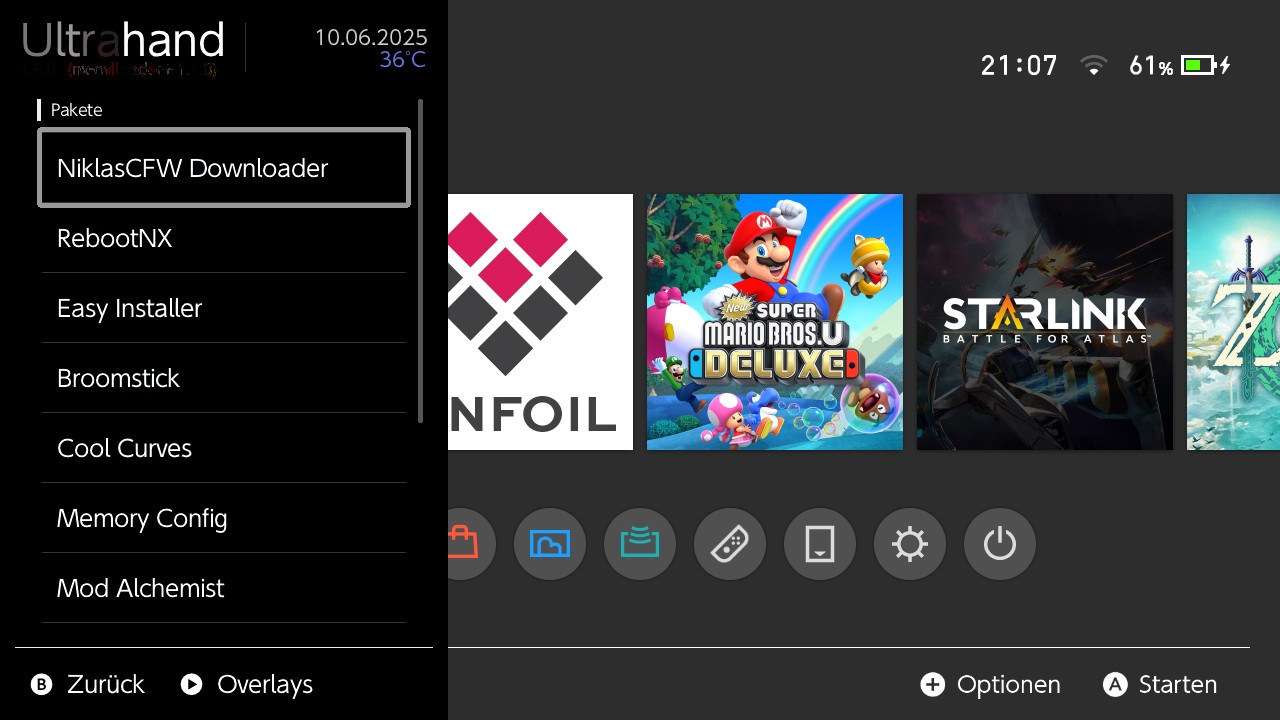 Ultrahand
10.06.2025
36°C
21:07
61%
Pakete
NiklasCFW Downloader
RebootNX
Easy Installer
Broomstick
Cool Curves
Memory Config
Mod Alchemist
NFOIL
New
SUPER
MARIO BROS.U
DELUXE
STARLINK
BATTLE FOR ATLAS
Z
B Zurück
Overlays
Optionen
A Starten